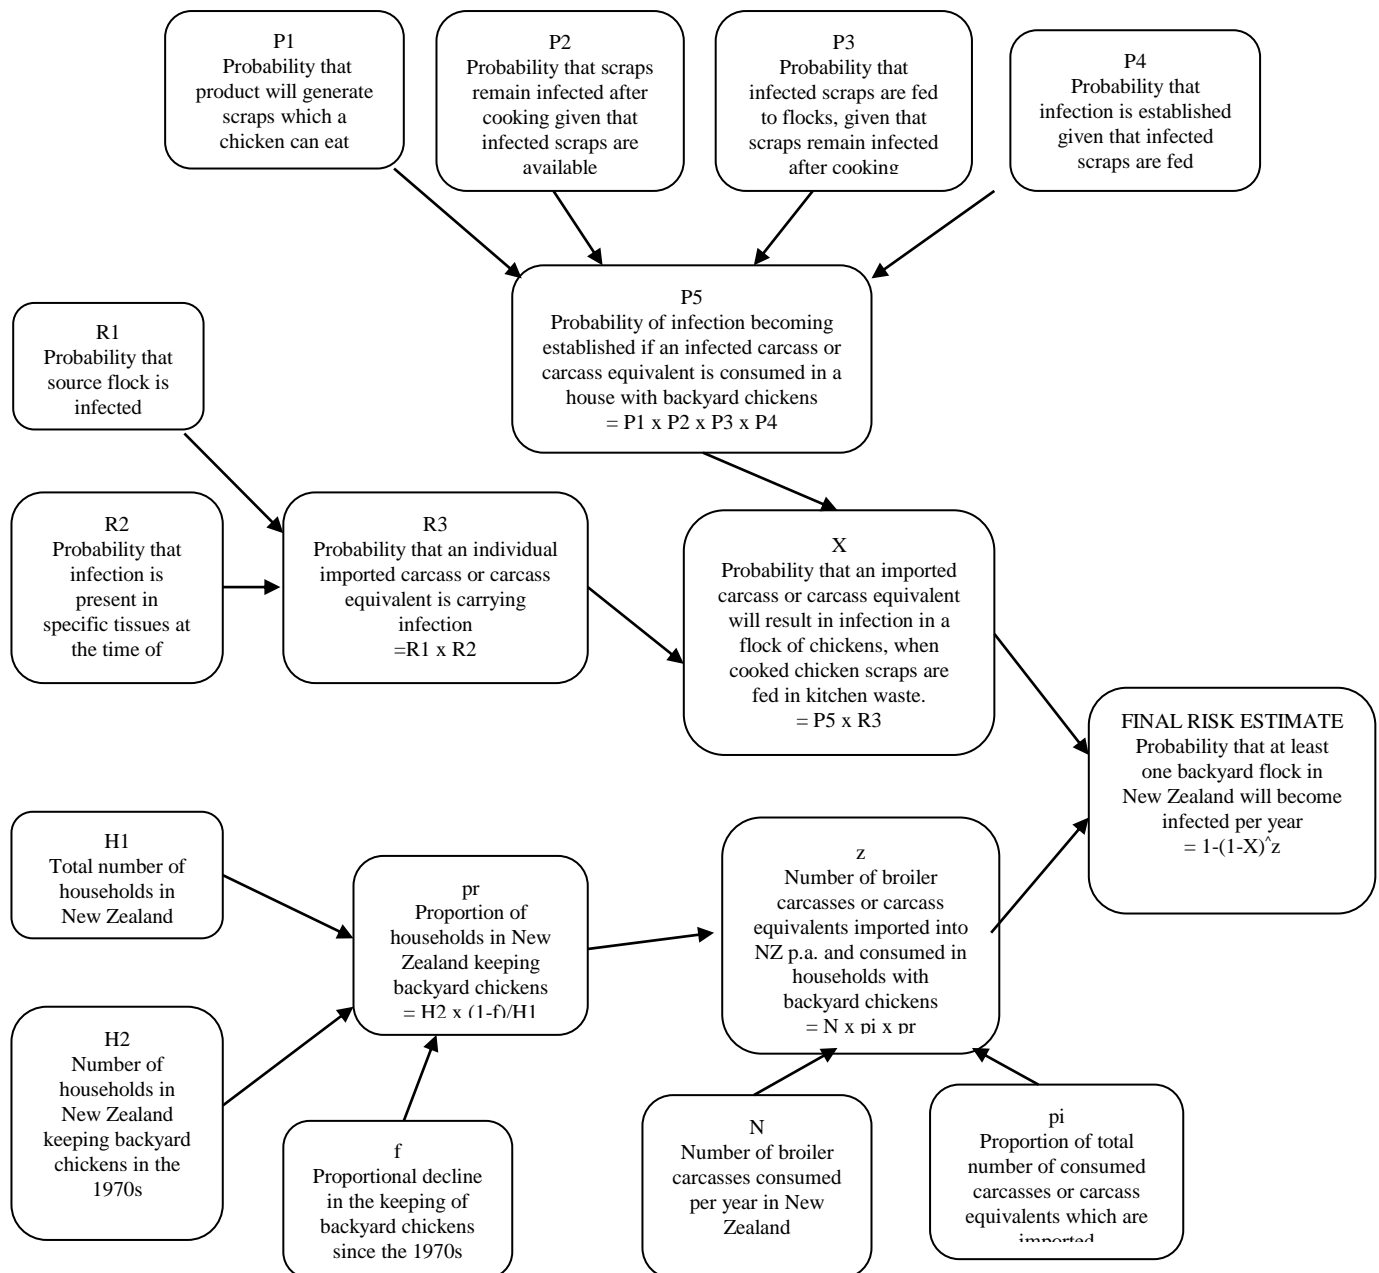 P1
Probability that
product will generate
scraps which a
chicken can eat
P2
Probability that scraps
remain infected after
cooking given that
infected scraps are
available
P3
Probability that
infected scraps are fed
to flocks, given that
scraps remain infected
after cooking
P4
Probability that
infection is established
given that infected
scraps are fed
P5
Probability of infection becoming
established if an infected carcass or
carcass equivalent is consumed in a
house with backyard chickens
= P1 x P2 x P3 x P4
R1
Probability that
source flock is
infected
R2
Probability that
infection is
present in
specific tissues at
the time of
R3
Probability that an individual
imported carcass or carcass
equivalent is carrying
infection
=R1 x R2
X
Probability that an imported
carcass or carcass equivalent
will result in infection in a
flock of chickens, when
cooked chicken scraps are
fed in kitchen waste.
= P5 x R3
FINAL RISK ESTIMATE
Probability that at least
one backyard flock in
New Zealand will become
infected per year
= 1-(1-X)^z
H1
Total number of
households in
New Zealand
pr
Proportion of
households in New
Zealand keeping
backyard chickens
= H2 x (1-f)/H1
z
Number of broiler
carcasses or carcass
equivalents imported into
NZ p.a. and consumed in
households with
backyard chickens
= N x pi x pr
H2
Number of
households in
New Zealand
keeping backyard
chickens in the
1970s
f
Proportional decline
in the keeping of
backyard chickens
since the 1970s
N
Number of broiler
carcasses consumed
per year in New
Zealand
pi
Proportion of total
number of consumed
carcasses or carcass
equivalents which are
imported